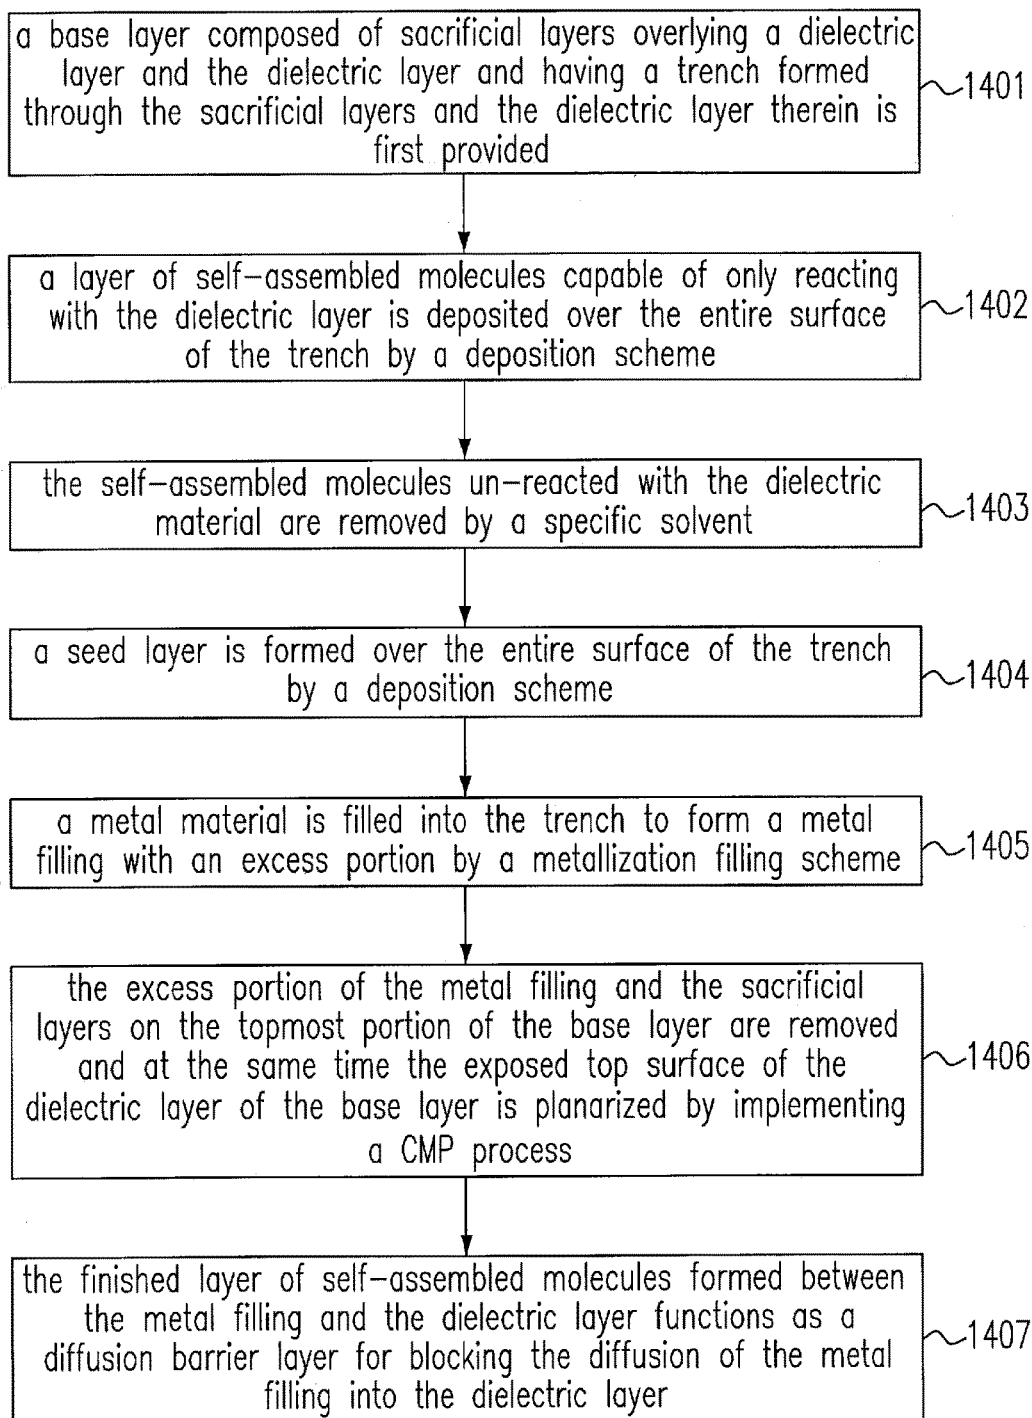 a base layer composed of sacrificial layers overlying a dielectric
layer and the dielectric layer and having a trench formed
through the sacrificial layers and the dielectric layer therein is
first provided
1401
a layer of self-assembled molecules capable of only reacting
with the dielectric layer is deposited over the entire surface
of the trench by a deposition scheme
1402
the self-assembled molecules un-reacted with the dielectric
material are removed by a specific solvent
1403
a seed layer is formed over the entire surface of the trench
by a deposition scheme
1404
a metal material is filled into the trench to form a metal
filling with an excess portion by a metallization filling scheme
1405
the excess portion of the metal filling and the sacrificial
layers on the topmost portion of the base layer are removed
and at the same time the exposed top surface of the
dielectric layer of the base layer is planarized by implementing
a CMP process
1406
the finished layer of self-assembled molecules formed between
the metal filling and the dielectric layer functions as a
diffusion barrier layer for blocking the diffusion of the metal
filling into the dielectric layer
1407